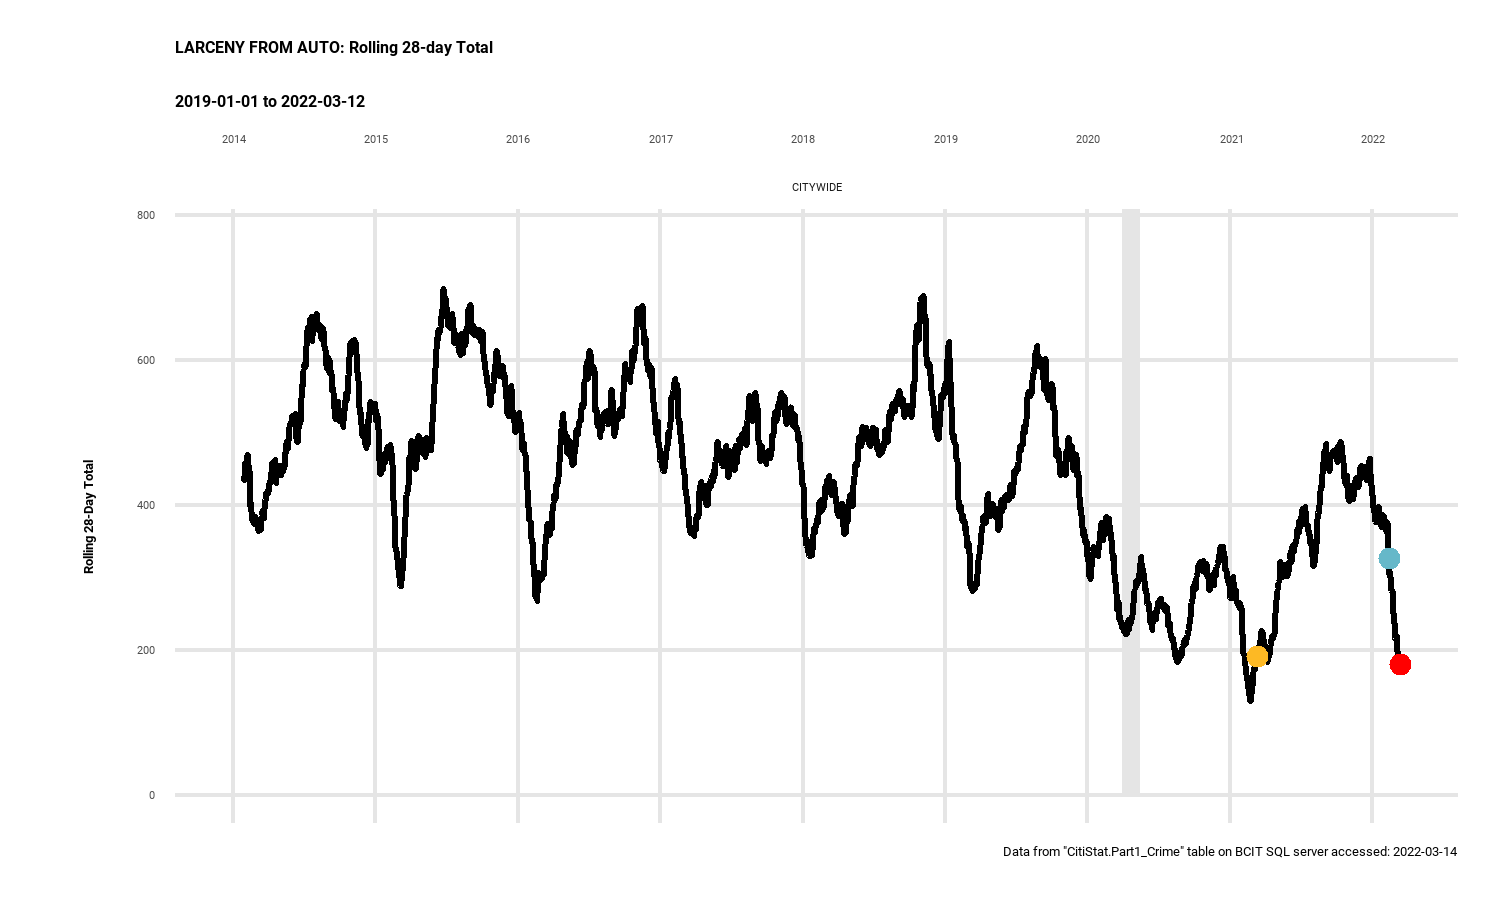 LARCENY FROM AUTO: Rolling 28-day Total
2019-01-01 to 2022-03-12
2014 2015 2016 2017 2018 2019 2020 2021 2022
CITYWIDE
800
600
400
200
0
Rolling 28-Day Total
Data from "CitiStat.Part1_Crime" table on BCIT SQL server accessed: 2022-03-14